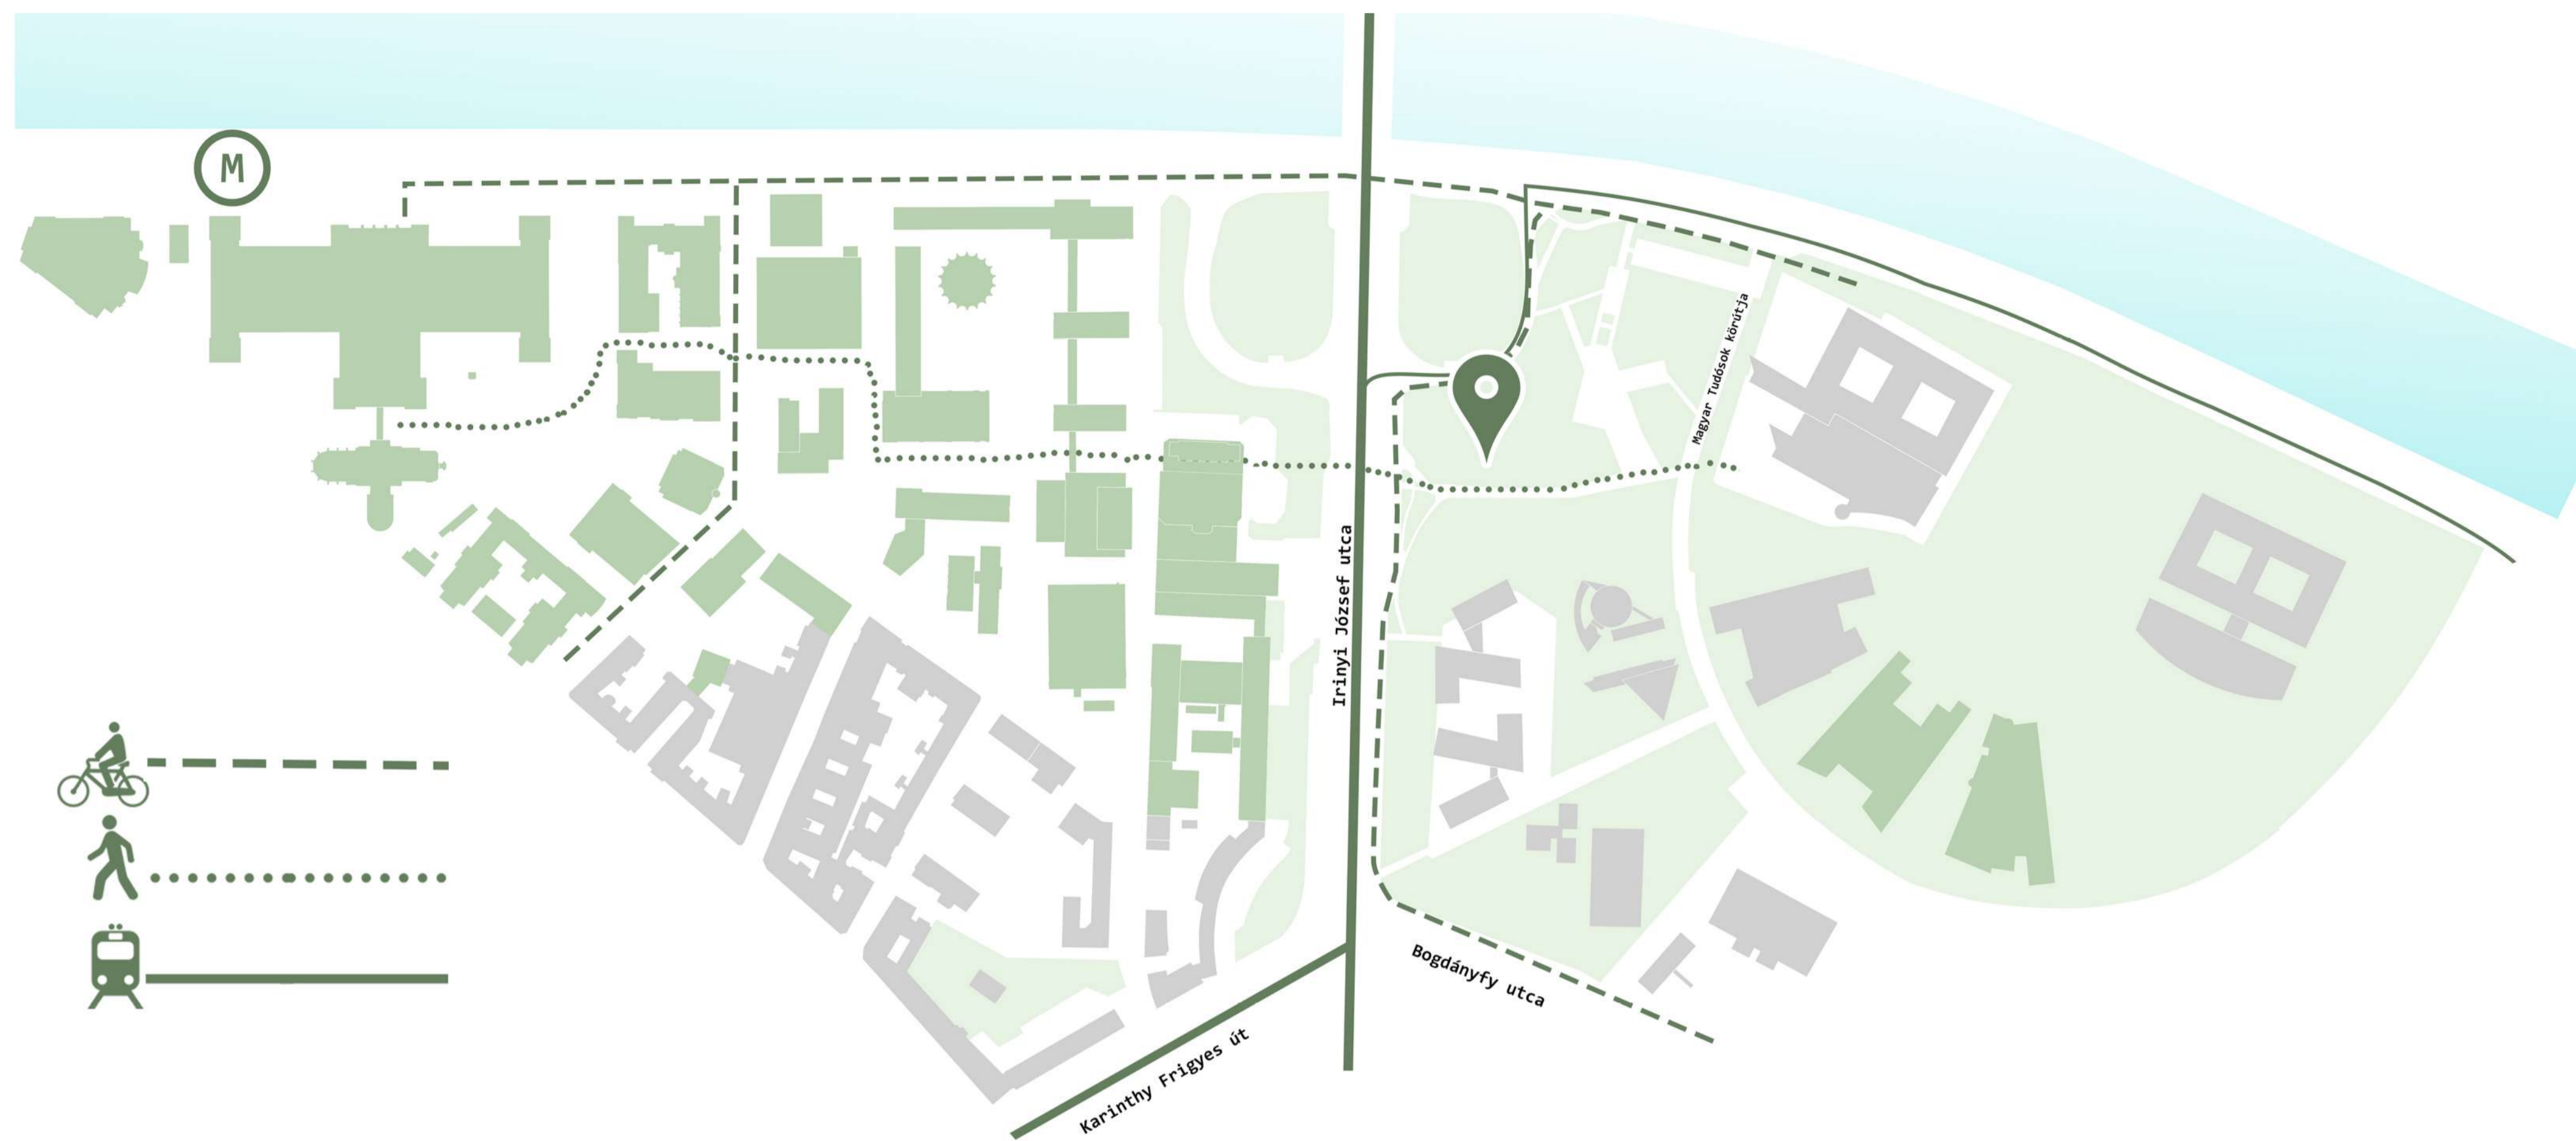 M
Magyar Tudósok körútja
Irinyi József utca
Bogdányfy utca
Karinthy Frigyes út